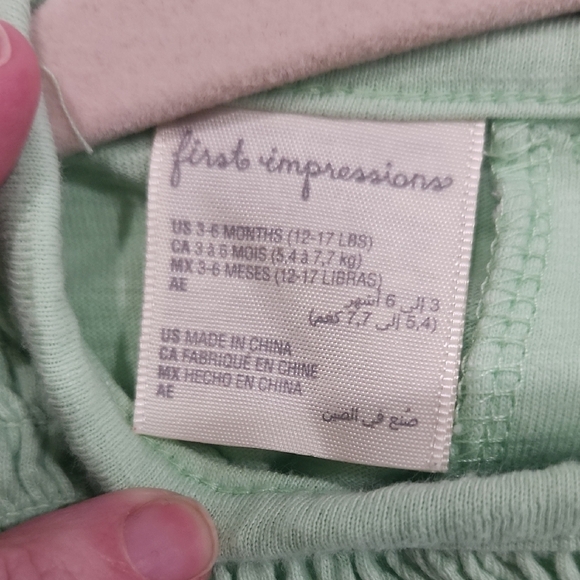 first impressions
US 3-6 MONTHS (12-17 LBS)
CA 3 à 6 MOIS (5,4 à 7,7 kg)
MX 3-6 MESES (12-17 LIBRAS)
AE
3 إلى 6 أشهر
(5,4 إلى 7,7 كغم)
US MADE IN CHINA
CA FABRIQUÉ EN CHINE
MX HECHO EN CHINA
AE
صُنع في الصين